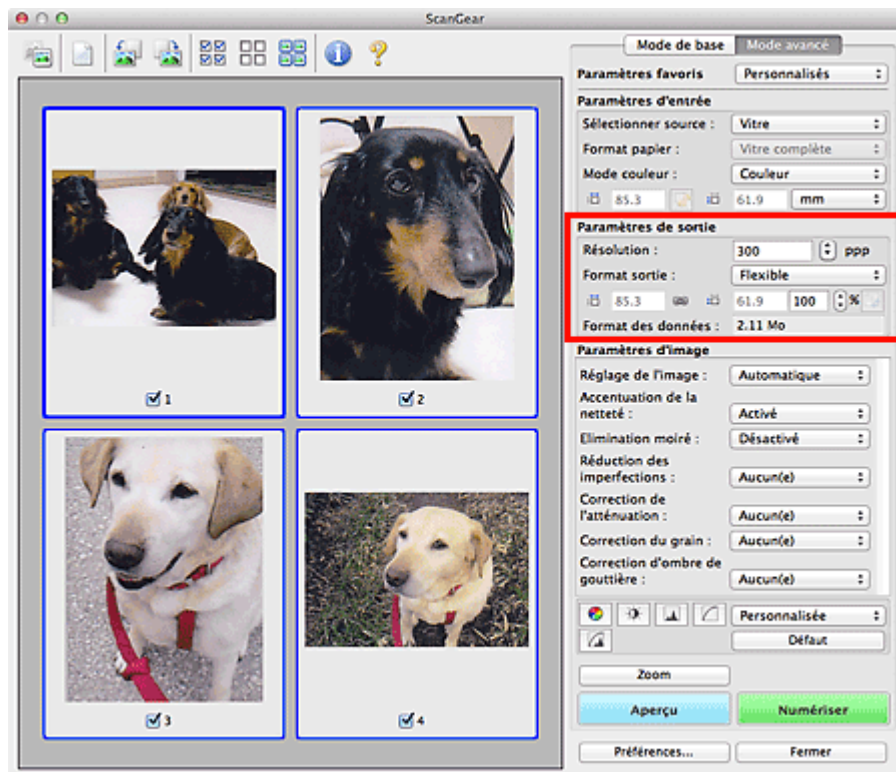 ScanGear
Mode de base Mode avancé
Paramètres favoris Personnalisés
Paramètres d'entrée
Sélectionner source : Vitre
Format papier : Vitre complète
Mode couleur : Couleur
85.3 61.9 mm
Paramètres de sortie
Résolution : 300 ppp
Format sortie : Flexible
85.3 61.9 100 %
Format des données : 2.11 Mo
Paramètres d'image
Réglage de l'image : Automatique
Accentuation de la
netteté : Activé
Elimination moiré : Désactivé
Réduction des
imperfections : Aucun(e)
Correction de
l'atténuation : Aucun(e)
Correction du grain : Aucun(e)
Correction d'ombre de
gouttière : Aucun(e)
Personnalisée
Défaut
Zoom
Aperçu Numériser
Préférences... Fermer
1 2
3 4